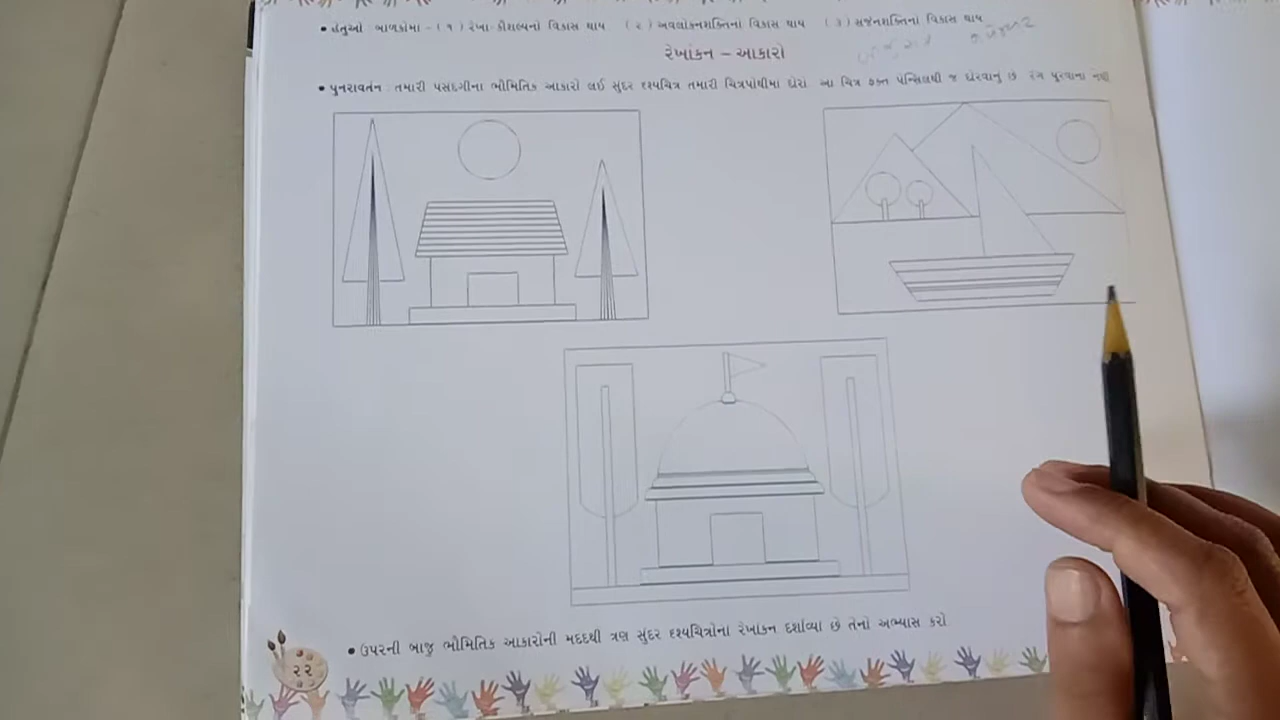 • હેતુઓ બાળકોમાં - (૧) રેખા કૌશલ્યનો વિકાસ થાય (૨) અવલોકનશક્તિનો વિકાસ થાય (૩) સર્જનશક્તિનો વિકાસ થાય
રેખાંકન – આકારો
• પુનરાવર્તન : તમારી પસંદગીના ભૌમિતિક આકારો લઈ સુંદર દૃશ્યચિત્ર તમારી ચિત્રપોથીમાં દોરો આ ચિત્ર ફક્ત પેન્સિલથી જ દોરવાનું છે રંગ પૂરવાના નથી
• ઉપરની બાજુ ભૌમિતિક આકારોની મદદથી ત્રણ સુંદર દૃશ્યચિત્રોના રેખાંકન દર્શાવ્યા છે તેનો અભ્યાસ કરો
૨૨